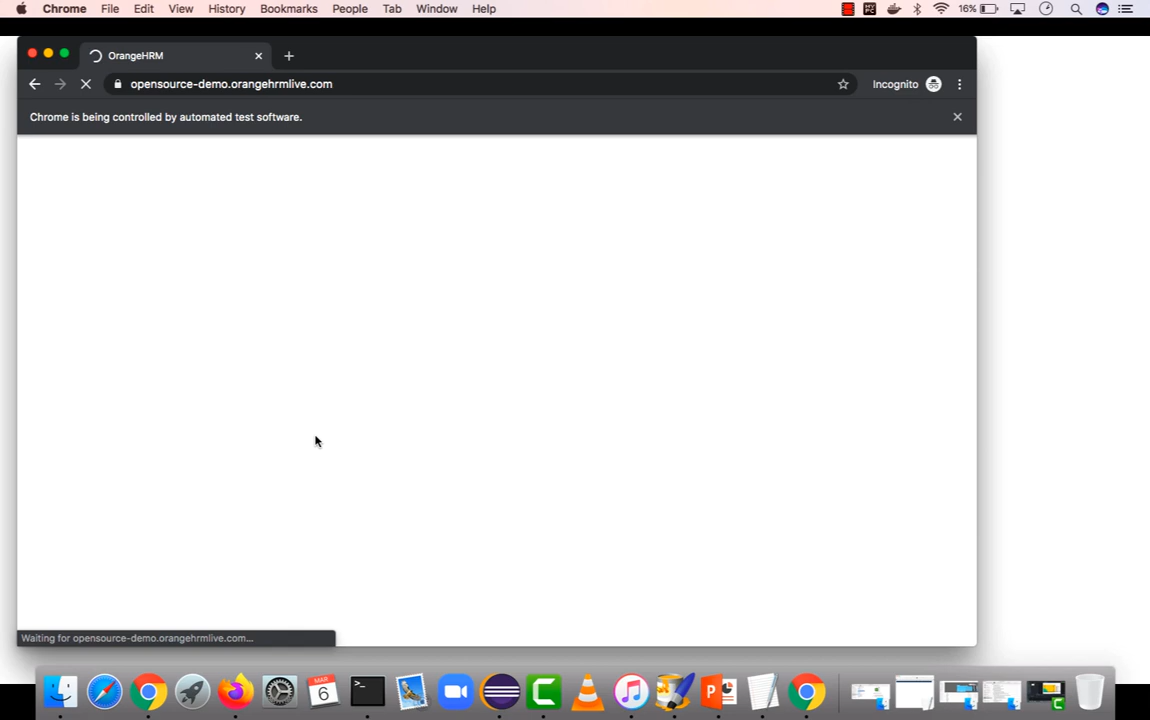 Chrome File Edit View History Bookmarks People Tab Window Help 16%
OrangeHRM
opensource-demo.orangehrmlive.com Incognito
Chrome is being controlled by automated test software.
Waiting for opensource-demo.orangehrmlive.com...
MAR
6